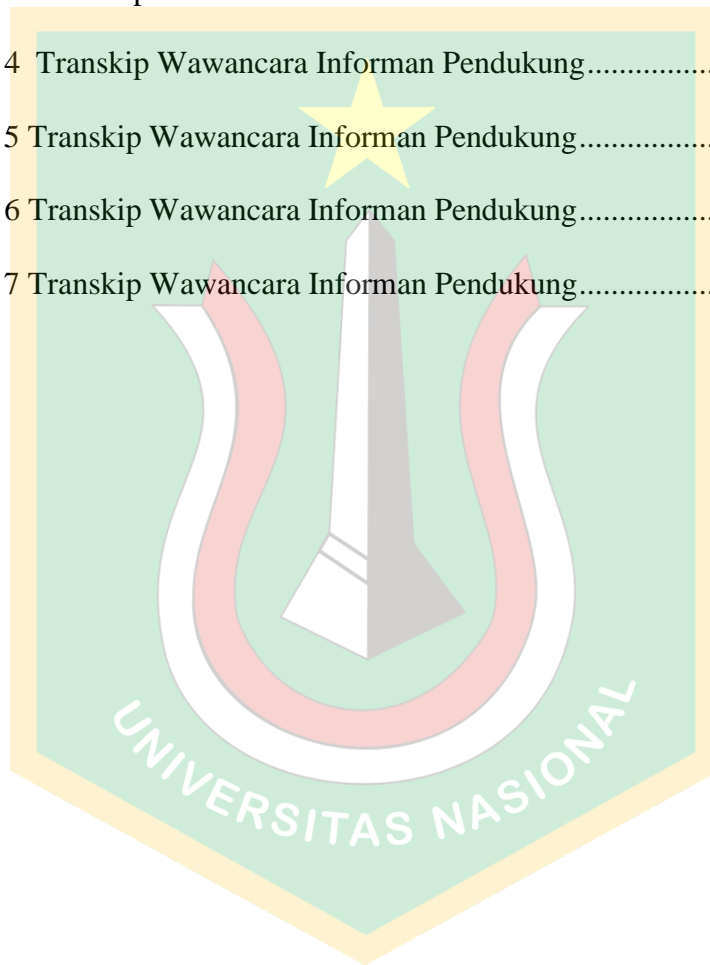 4 Transkip Wawancara Informan Pendukung................
5 Transkip Wawancara Informan Pendukung................
6 Transkip Wawancara Informan Pendukung................
7 Transkip Wawancara Informan Pendukung................
UNIVERSITAS NASIONAL